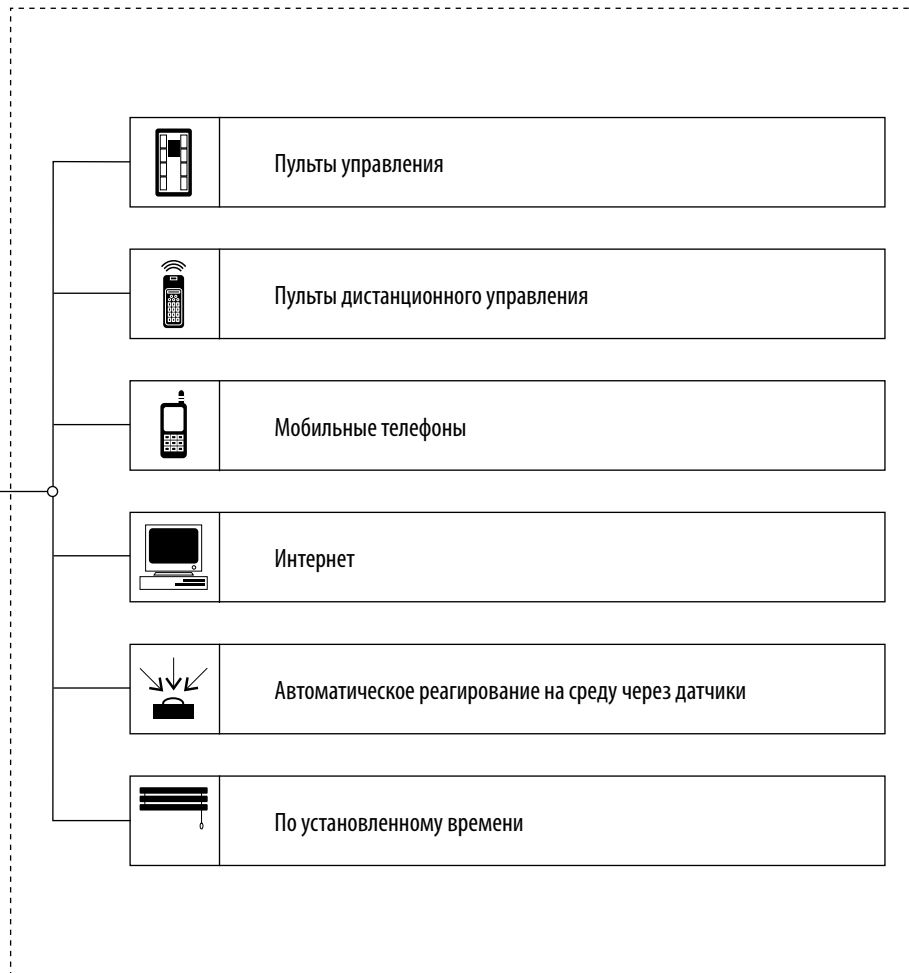 Пульты управления
Пульты дистанционного управления
Мобильные телефоны
Интернет
Автоматическое реагирование на среду через датчики
По установленному времени